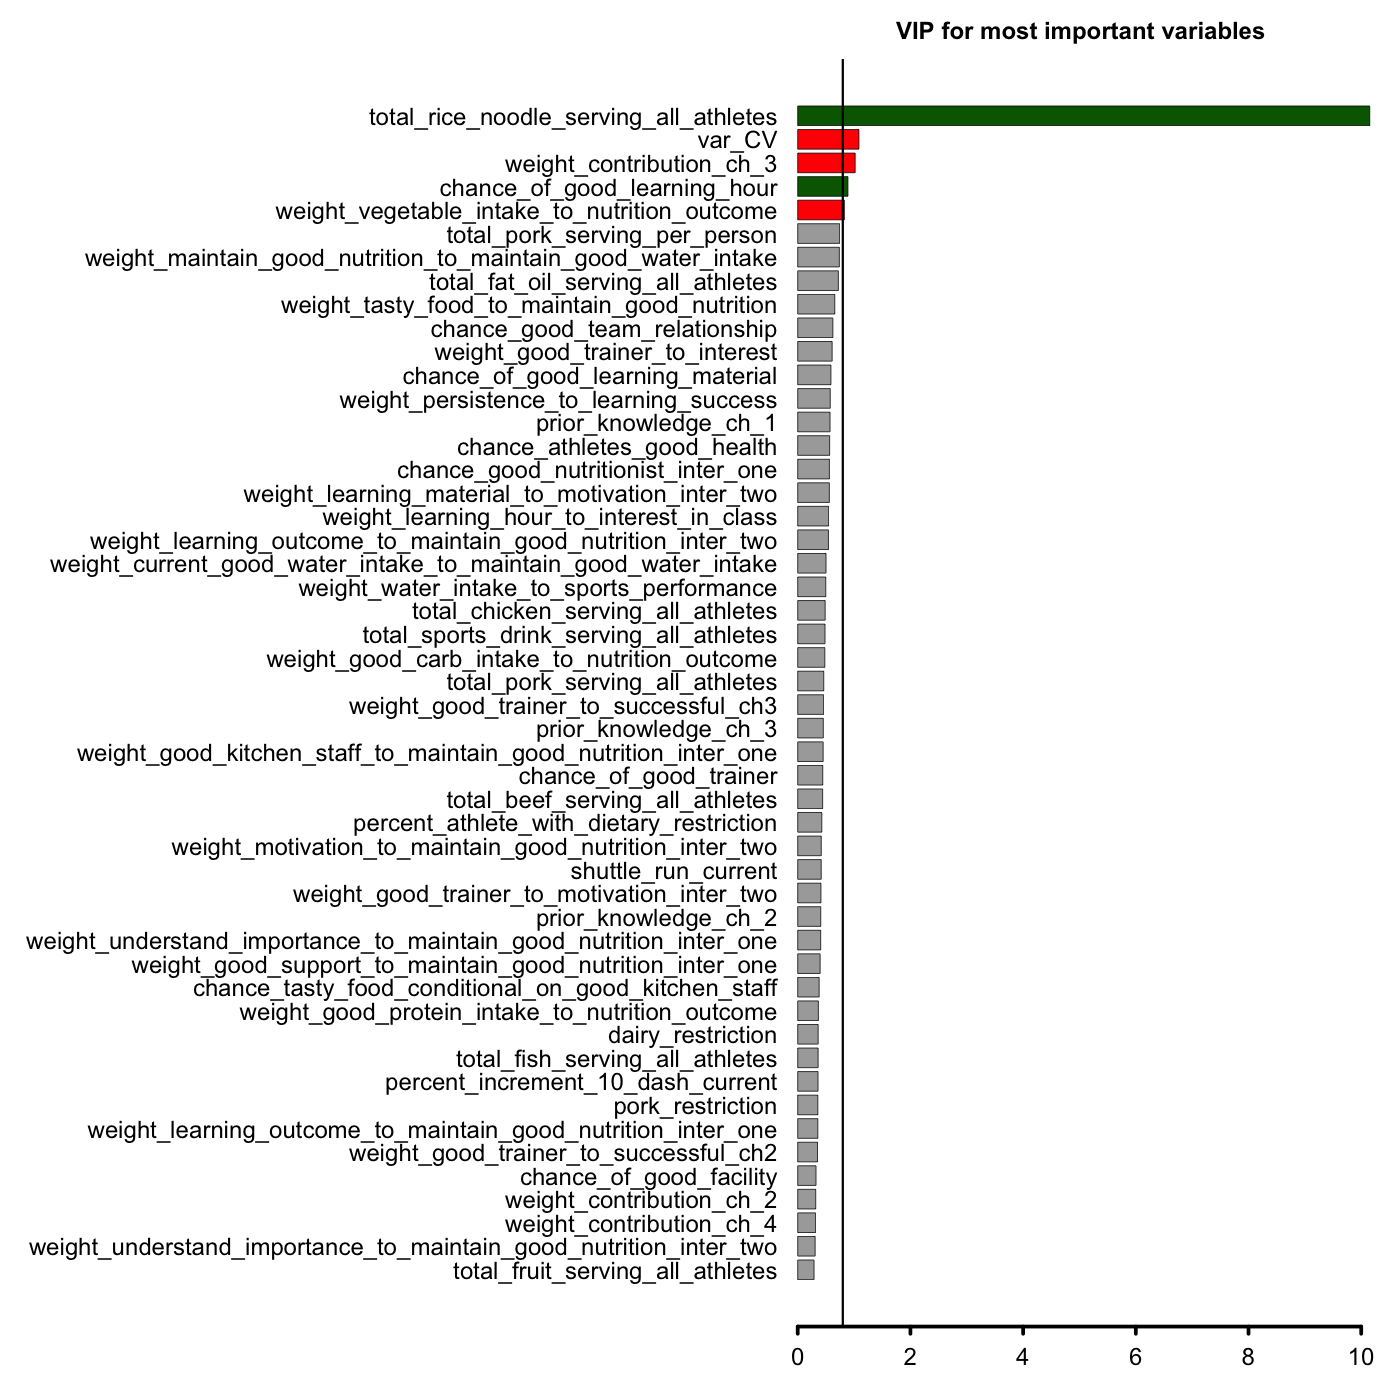 VIP for most important variables
total_rice_noodle_serving_all_athletes
var_CV
weight_contribution_ch_3
chance_of_good_learning_hour
weight_vegetable_intake_to_nutrition_outcome
total_pork_serving_per_person
weight_maintain_good_nutrition_to_maintain_good_water_intake
total_fat_oil_serving_all_athletes
weight_tasty_food_to_maintain_good_nutrition
chance_good_team_relationship
weight_good_trainer_to_interest
chance_of_good_learning_material
weight_persistence_to_learning_success
prior_knowledge_ch_1
chance_athletes_good_health
chance_good_nutritionist_inter_one
weight_learning_material_to_motivation_inter_two
weight_learning_hour_to_interest_in_class
weight_learning_outcome_to_maintain_good_nutrition_inter_two
weight_current_good_water_intake_to_maintain_good_water_intake
weight_water_intake_to_sports_performance
total_chicken_serving_all_athletes
total_sports_drink_serving_all_athletes
weight_good_carb_intake_to_nutrition_outcome
total_pork_serving_all_athletes
weight_good_trainer_to_successful_ch3
prior_knowledge_ch_3
weight_good_kitchen_staff_to_maintain_good_nutrition_inter_one
chance_of_good_trainer
total_beef_serving_all_athletes
percent_athlete_with_dietary_restriction
weight_motivation_to_maintain_good_nutrition_inter_two
shuttle_run_current
weight_good_trainer_to_motivation_inter_two
prior_knowledge_ch_2
weight_understand_importance_to_maintain_good_nutrition_inter_one
weight_good_support_to_maintain_good_nutrition_inter_one
chance_tasty_food_conditional_on_good_kitchen_staff
weight_good_protein_intake_to_nutrition_outcome
dairy_restriction
total_fish_serving_all_athletes
percent_increment_10_dash_current
pork_restriction
weight_learning_outcome_to_maintain_good_nutrition_inter_one
weight_good_trainer_to_successful_ch2
chance_of_good_facility
weight_contribution_ch_2
weight_contribution_ch_4
weight_understand_importance_to_maintain_good_nutrition_inter_two
total_fruit_serving_all_athletes
0 2 4 6 8 10